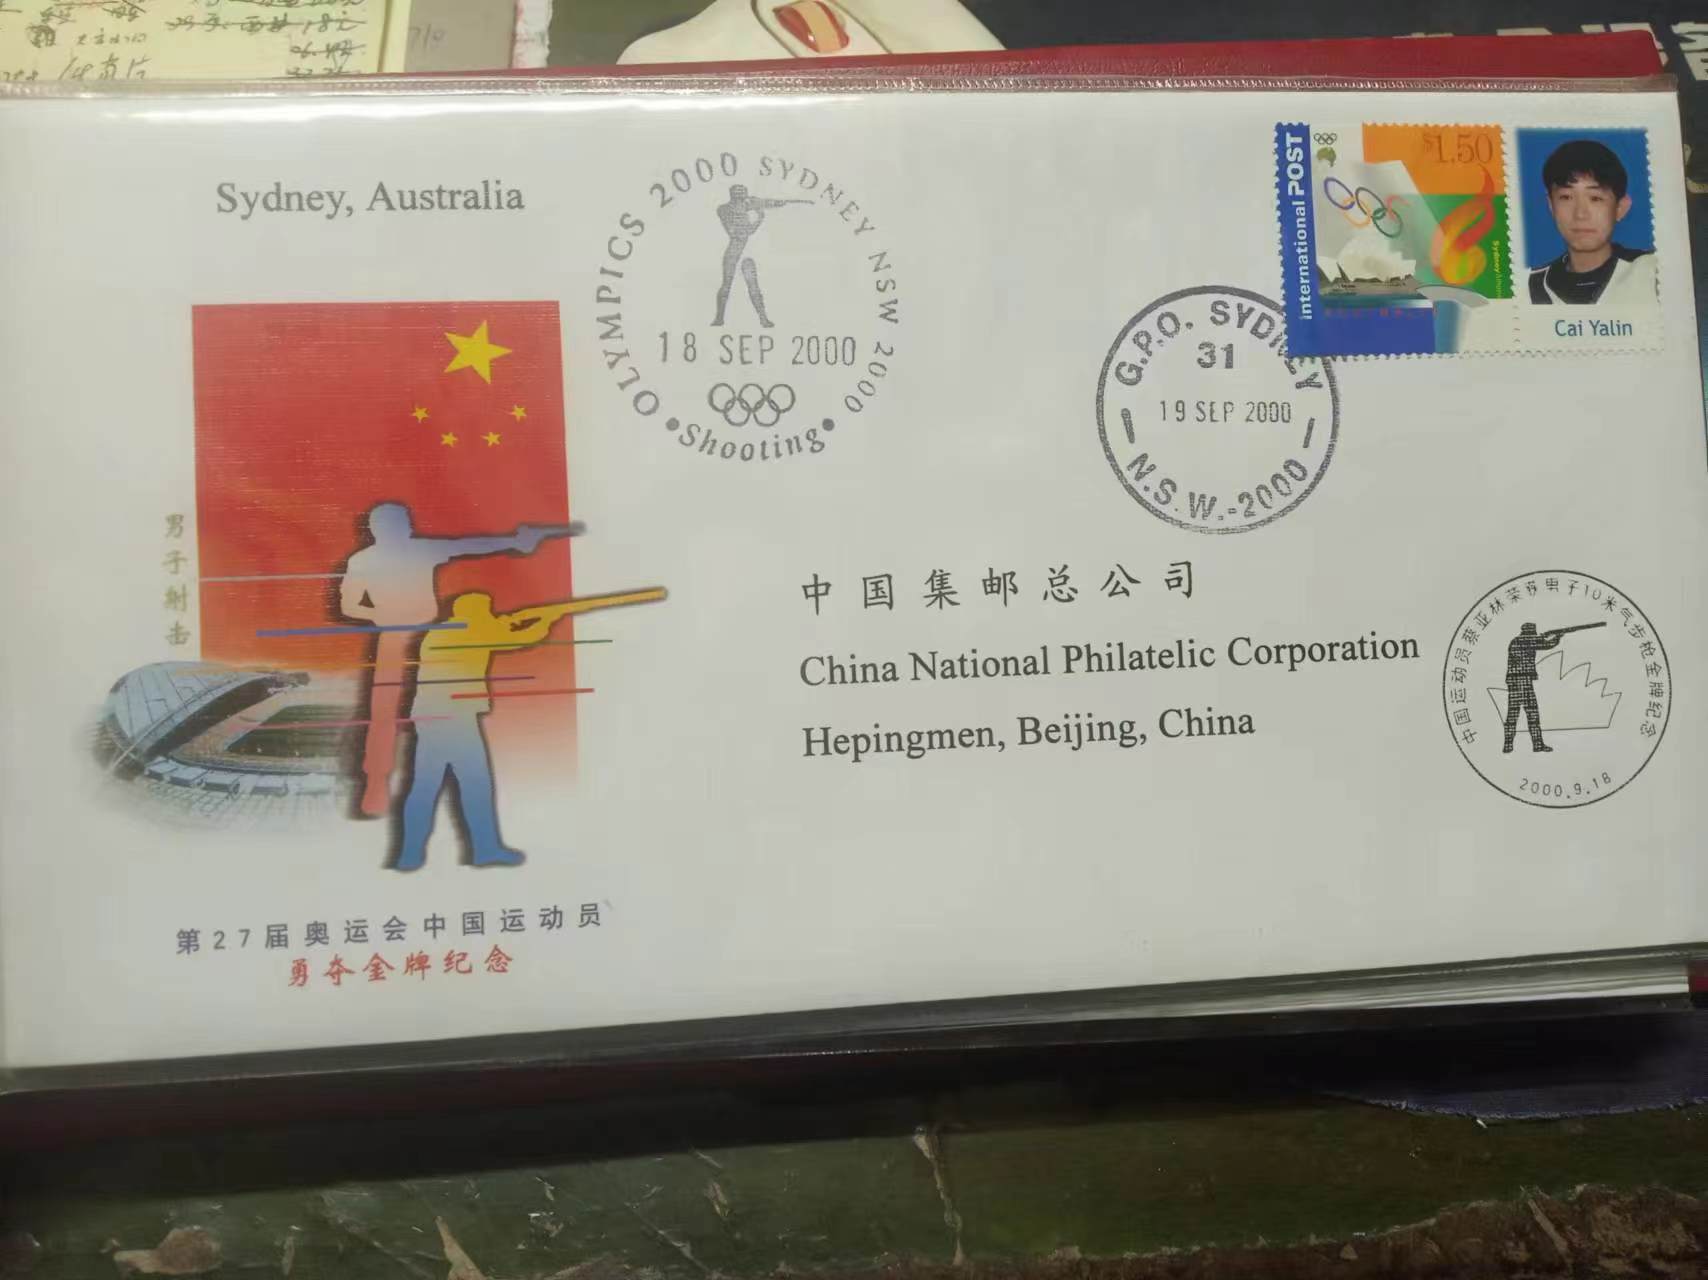 Sydney, Australia
OLYMPICS 2000 SYDNEY NSW 2000
18 SEP 2000
Shooting
International POST
$1.50
Cai Yalin
G.P.O. SYDNEY
31
19 SEP 2000
N.S.W.-2000
男子射击
中国集邮总公司
China National Philatelic Corporation
Hepingmen, Beijing, China
中国运动员蔡亚林荣获男子10米气步枪金牌纪念
2000.9.18
第27届奥运会中国运动员
勇夺金牌纪念